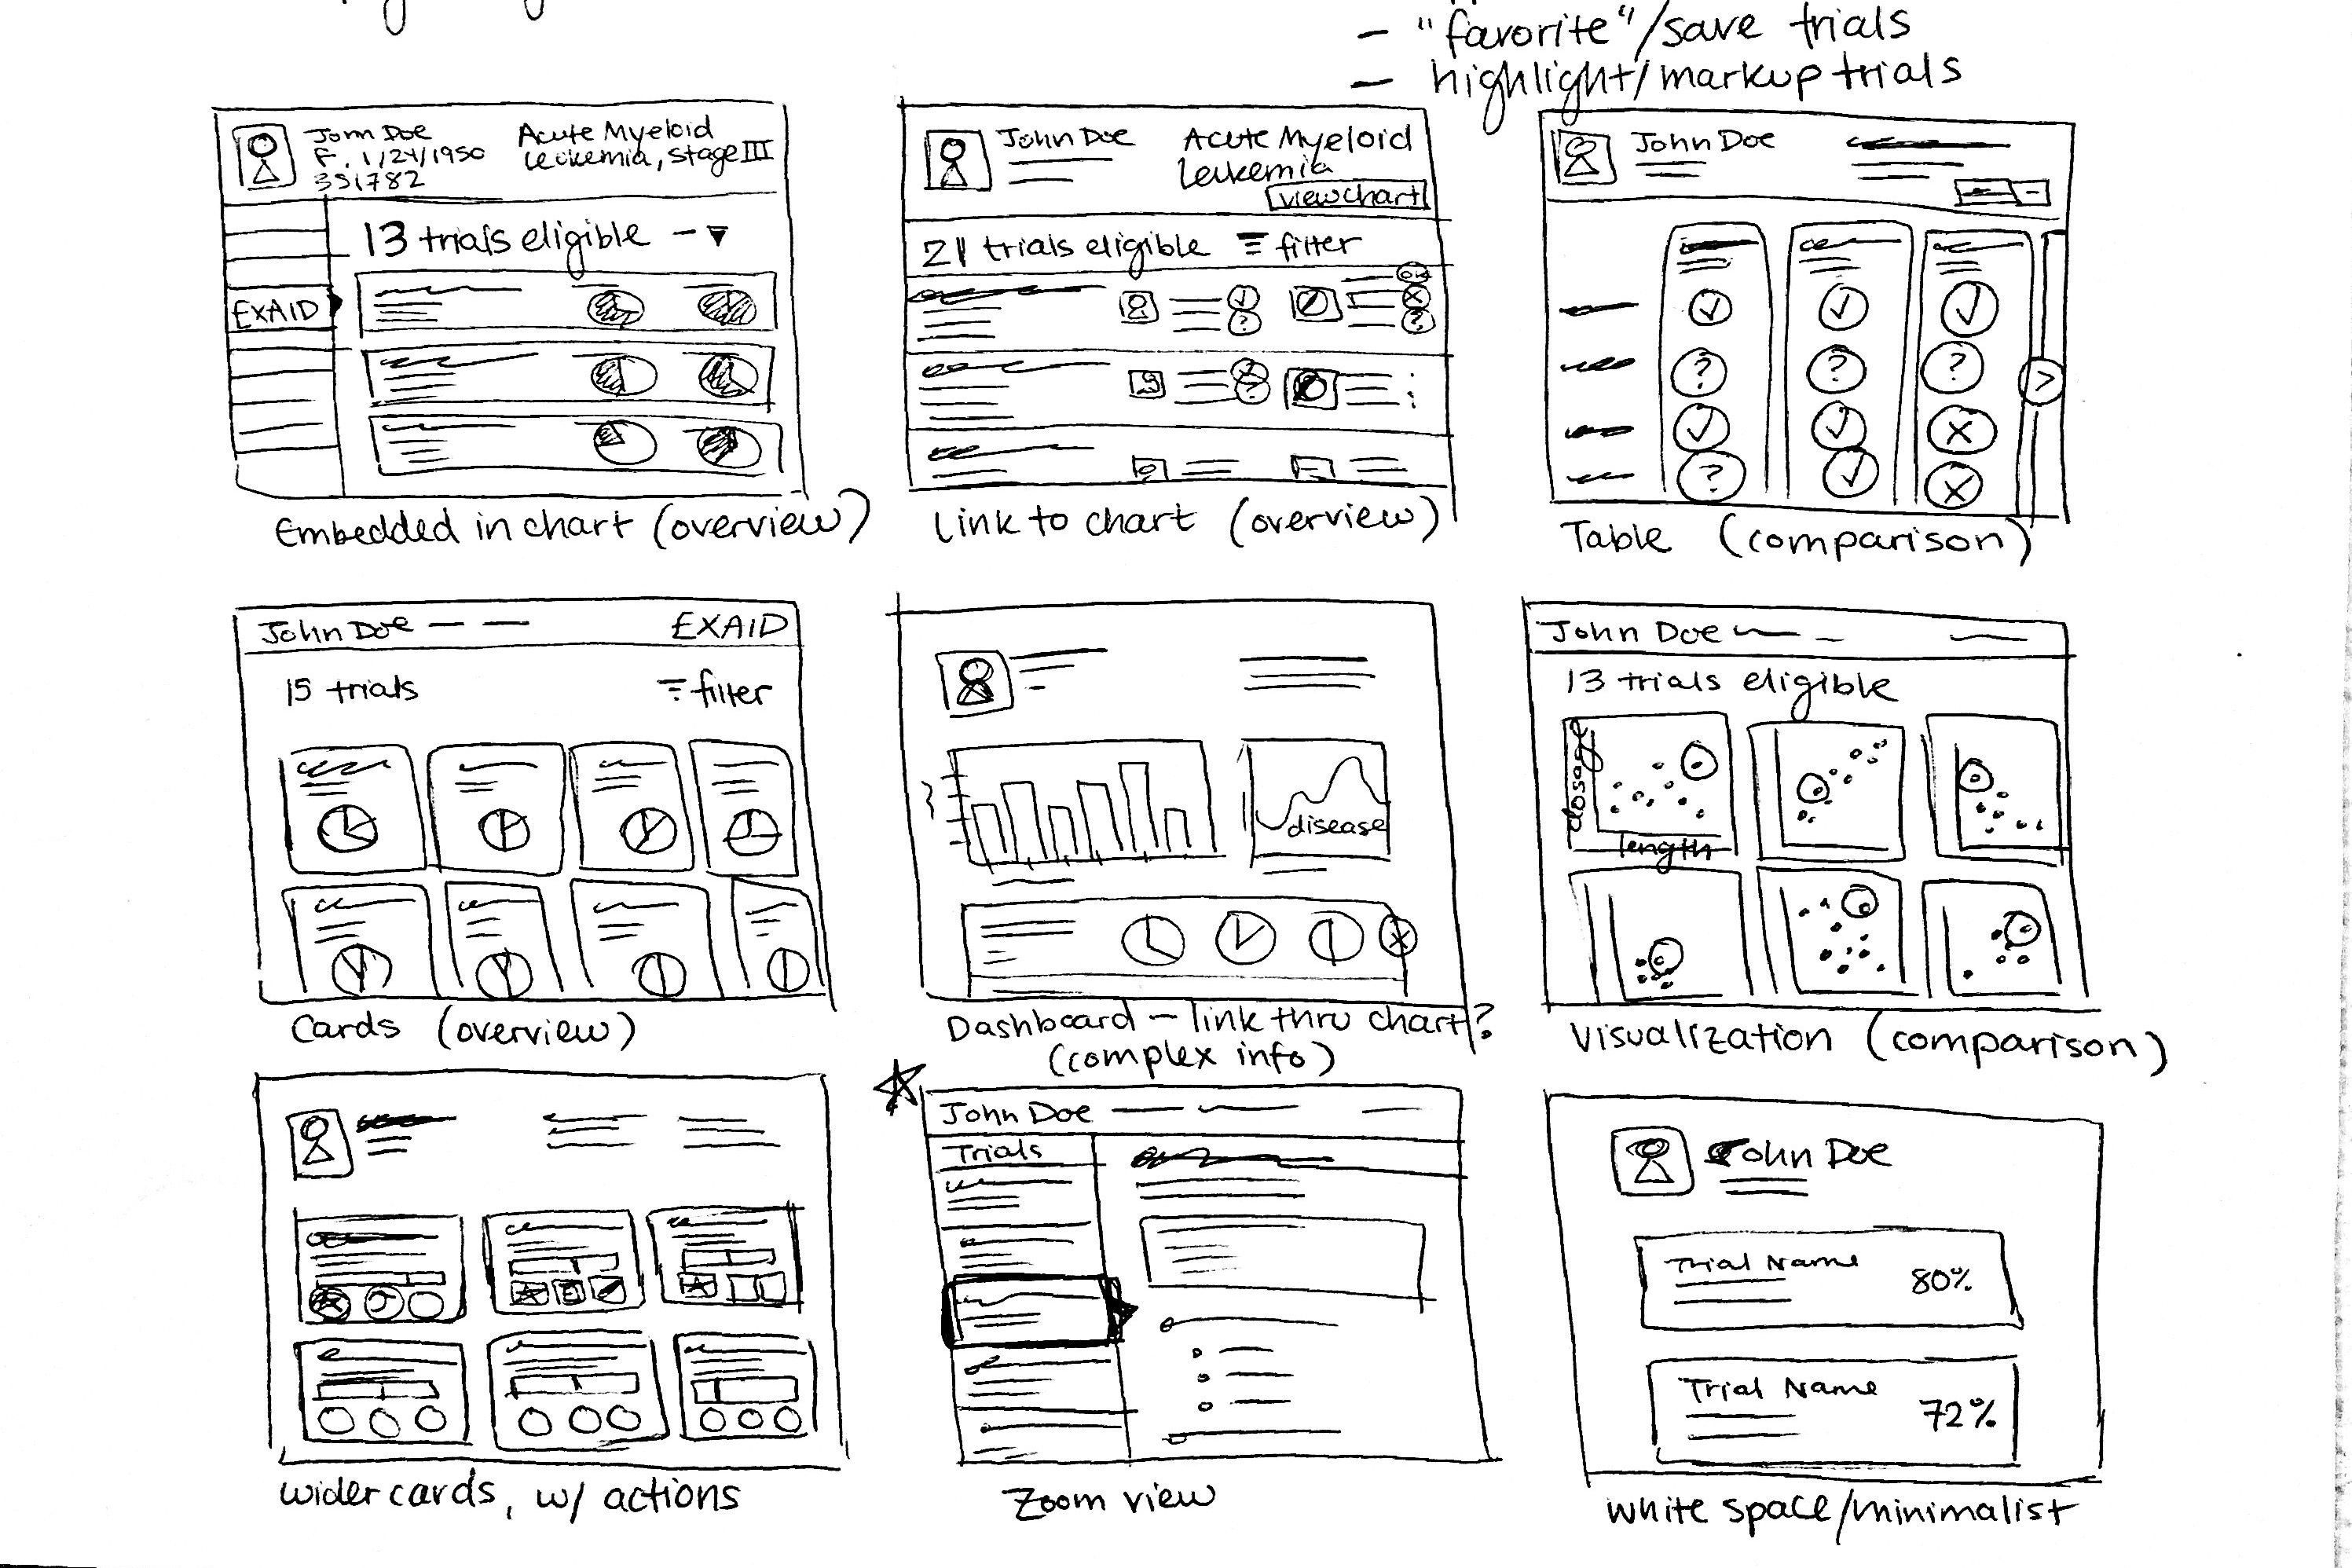 - "favorite"/save trials
- highlight/markup trials
John Doe
F, 1/24/1950
351782
Acute Myeloid
Leukemia, Stage III
13 trials eligible
EXAID
Embedded in chart (overview)
John Doe
Acute Myeloid
Leukemia
view chart
21 trials eligible
filter
Link to chart (overview)
John Doe
Table (comparison)
John Doe
EXAID
15 trials
filter
Cards (overview)
disease
Dashboard - link thru chart?
(complex info)
John Doe
13 trials eligible
dosage
length
Visualization (comparison)
wider cards, w/ actions
John Doe
Trials
Zoom view
John Doe
Trial Name
80%
Trial Name
72%
white space/minimalist